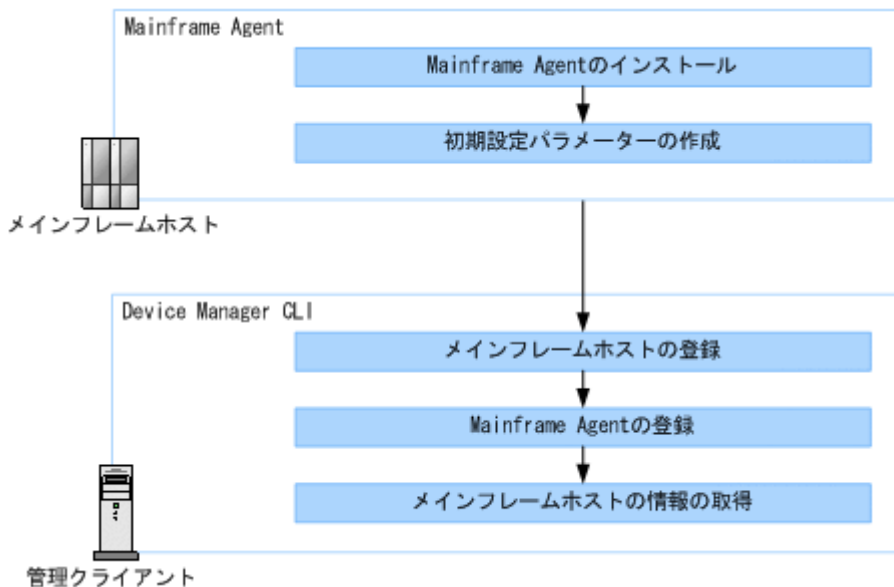 Mainframe Agent
Mainframe Agentのインストール
初期設定パラメーターの作成
メインフレームホスト
Device Manager CLI
メインフレームホストの登録
Mainframe Agentの登録
メインフレームホストの情報の取得
管理クライアント